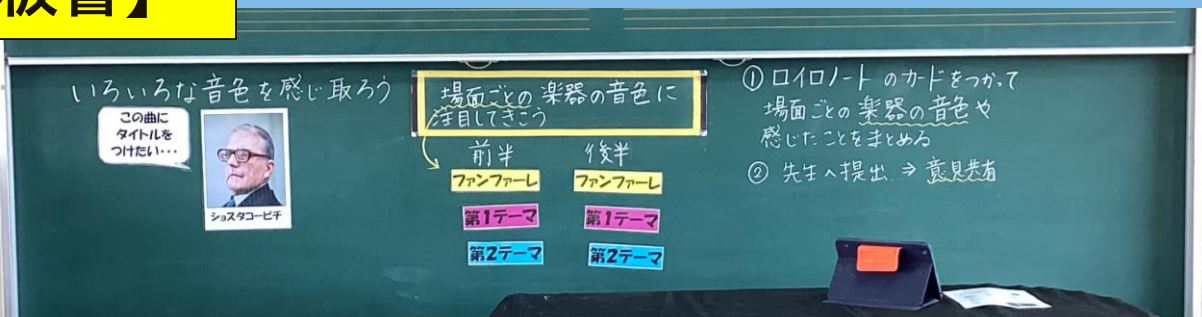 板書】
いろいろな音色を感じ取ろう
この曲に
タイトルを
つけたい・・・
ショスタコービチ
場面ごとの楽器の音色に
注目してきこう
前半 後半
ファンファーレ ファンファーレ
第1テーマ 第1テーマ
第2テーマ 第2テーマ
① ロイロノートのカードをつかって
場面ごとの楽器の音色や
感じたことをまとめる
② 先生へ提出 ⇒ 意見共有